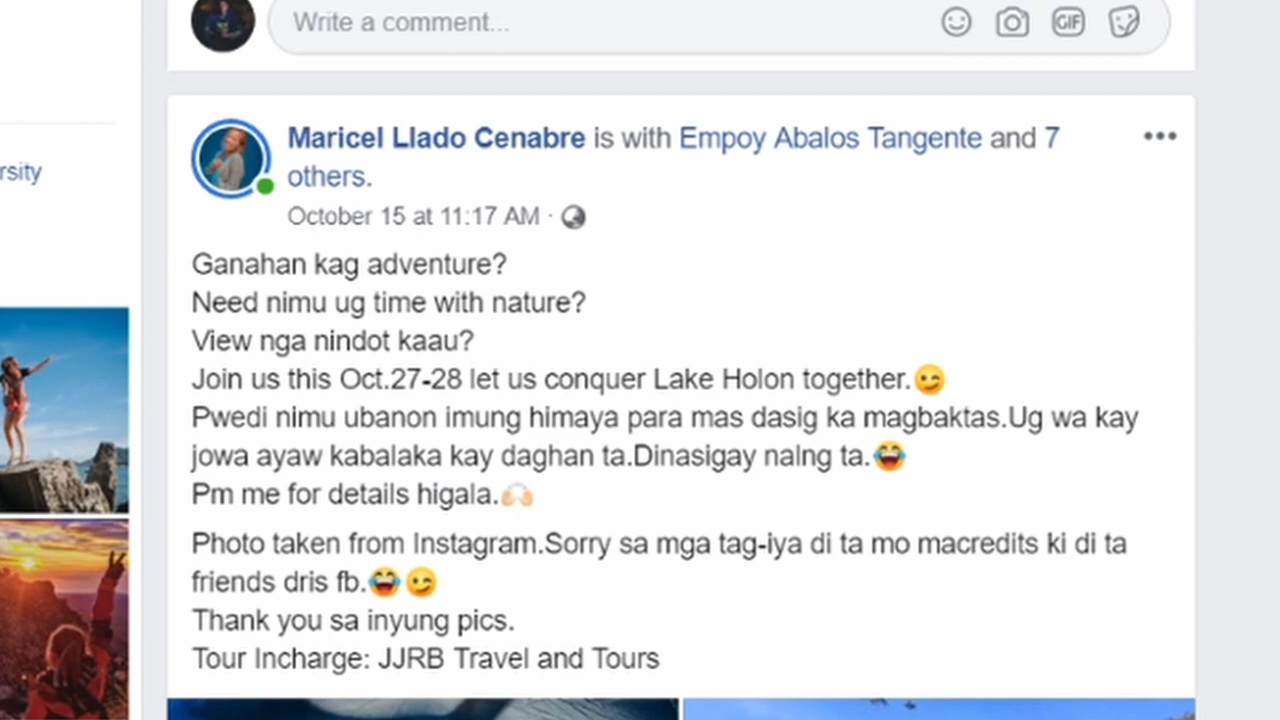 Write a comment...
GIF
rsity
Maricel Llado Cenabre is with Empoy Abalos Tangente and 7
others.
October 15 at 11:17 AM ·
Ganahan kag adventure?
Need nimu ug time with nature?
View nga nindot kaau?
Join us this Oct.27-28 let us conquer Lake Holon together.😉
Pwedi nimu ubanon imung himaya para mas dasig ka magbaktas.Ug wa kay
jowa ayaw kabalaka kay daghan ta.Dinasigay nalng ta.😂
Pm me for details higala.🙌🏻
Photo taken from Instagram.Sorry sa mga tag-iya di ta mo macredits ki di ta
friends dris fb.😂😉
Thank you sa inyung pics.
Tour Incharge: JJRB Travel and Tours